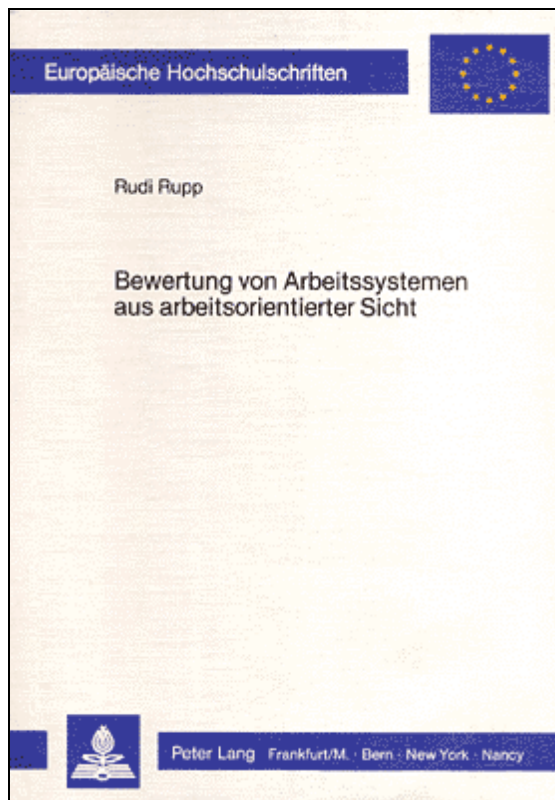 Europäische Hochschulschriften
Rudi Rupp
Bewertung von Arbeitssystemen
aus arbeitsorientierter Sicht
Peter Lang Frankfurt/M. · Bern · New York · Nancy